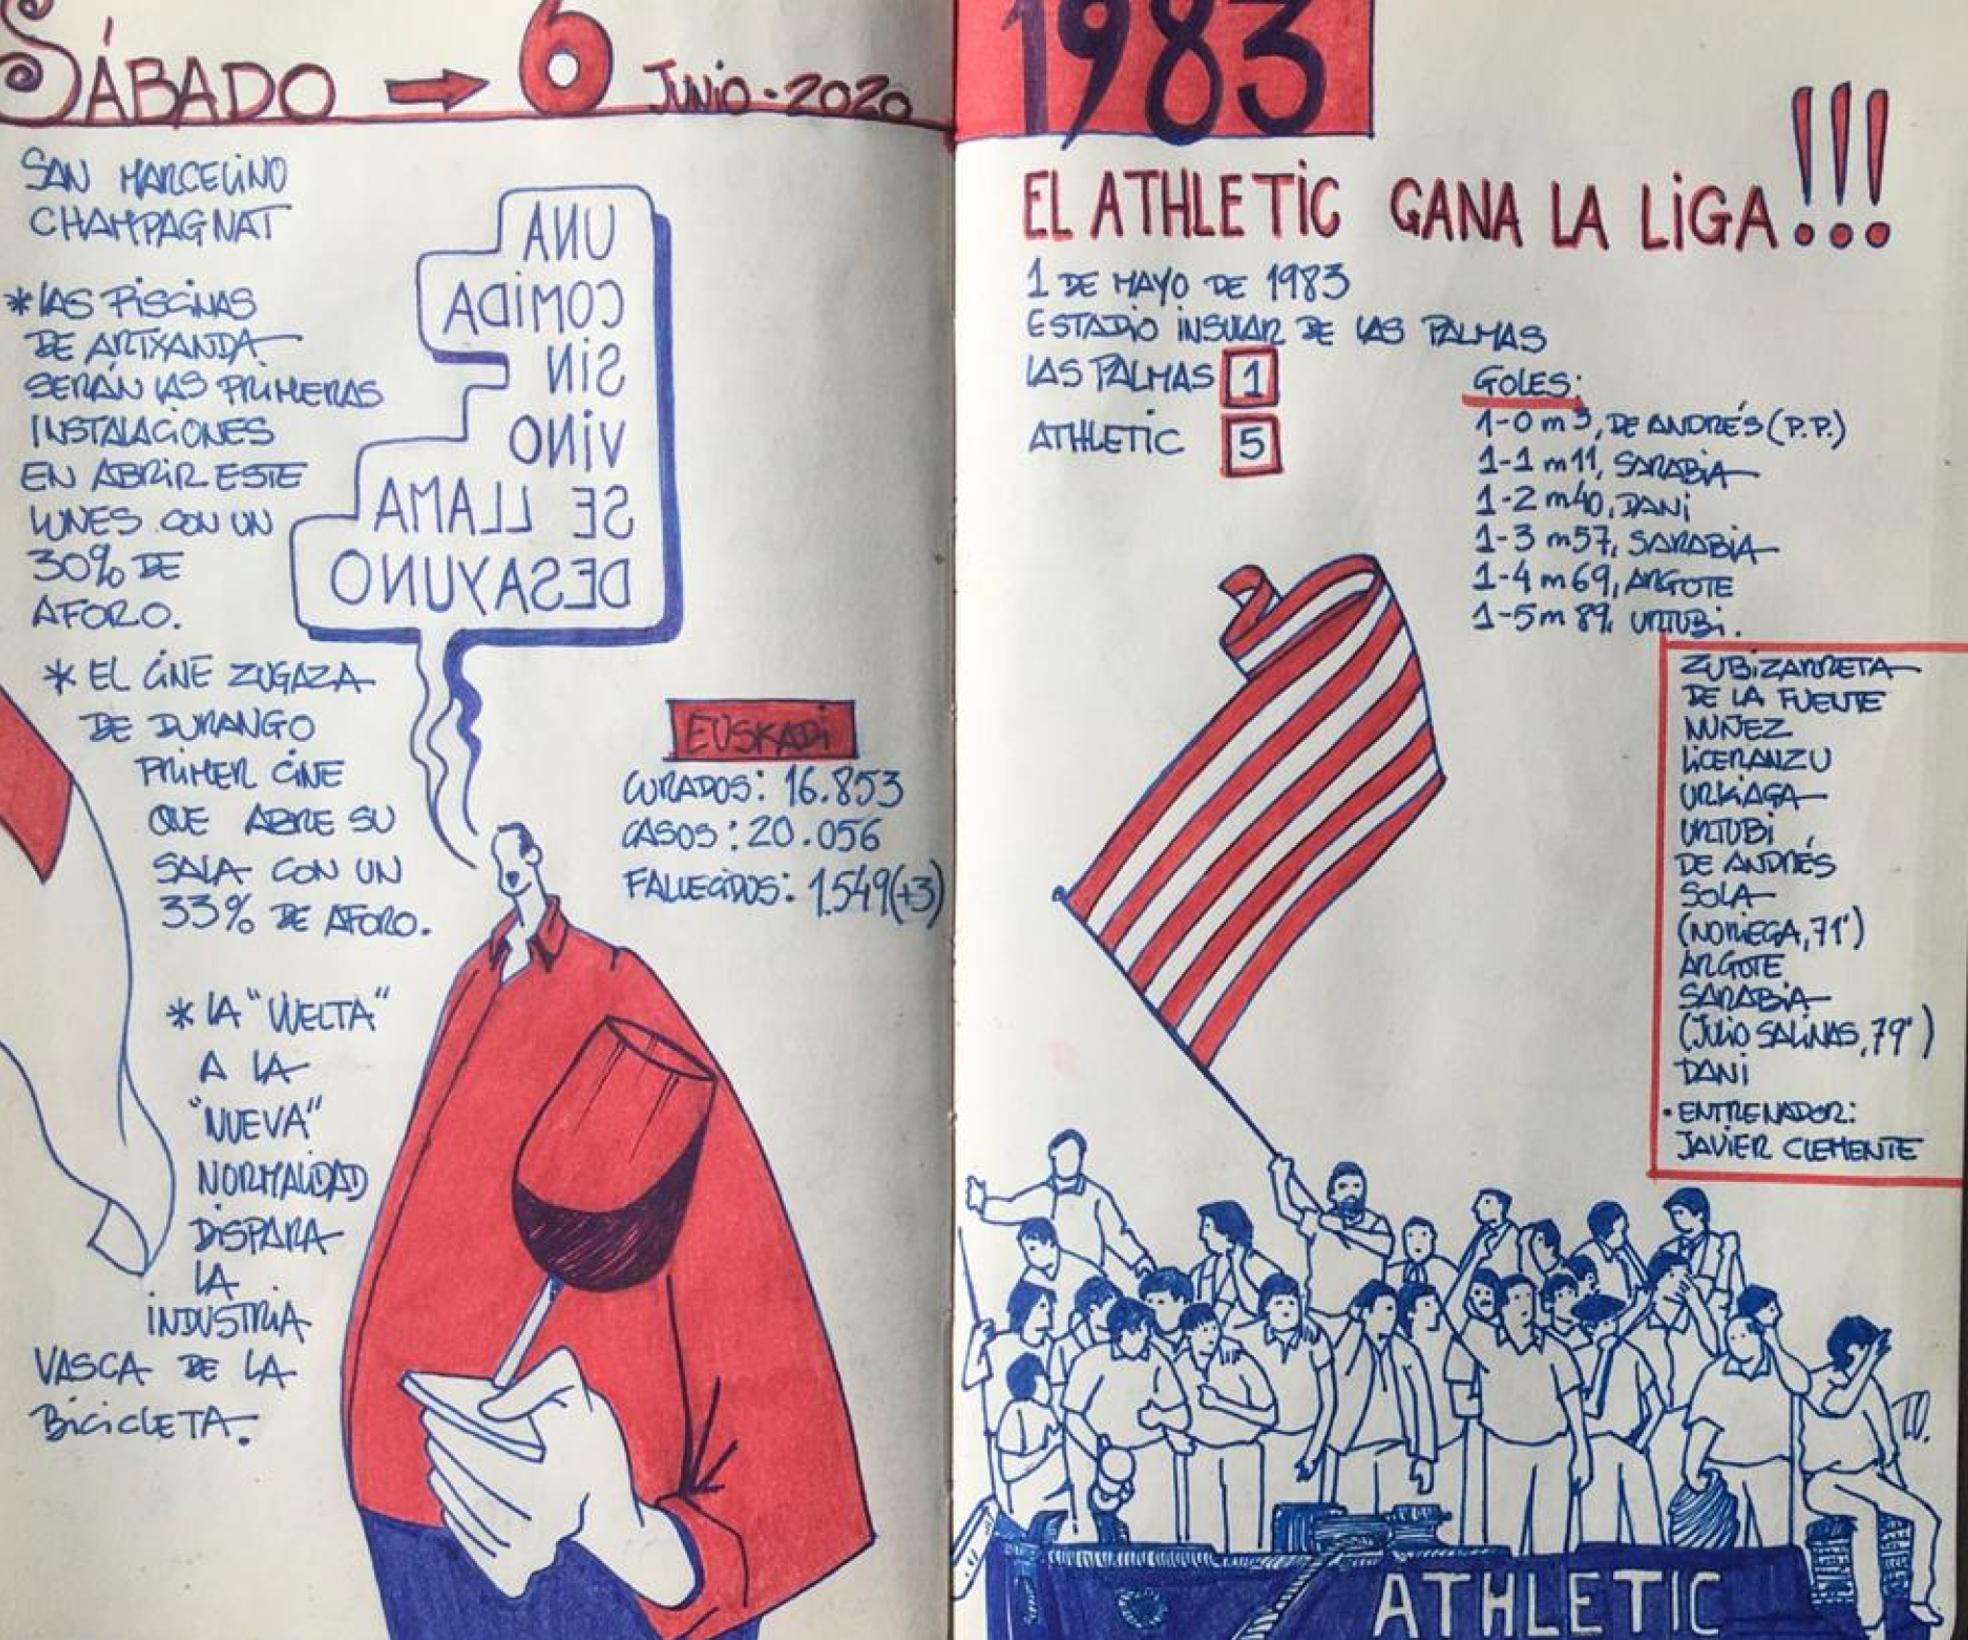 SÁBADO → 6 JUNIO · 2020
SAN MARCELINO
CHAMPAGNAT
* LAS PISCINAS
DE ARTXANDA
SERÁN LAS PRIMERAS
INSTALACIONES
EN ABRIR ESTE
LUNES CON UN
30% DE
AFORO.
* EL CINE ZUGAZA
DE DURANGO
PRIMER CINE
QUE ABRE SU
SALA CON UN
33% DE AFORO.
* LA "VUELTA"
A LA
"NUEVA"
NORMALIDAD
DISPARA
LA
INDUSTRIA
VASCA DE LA
BICICLETA.
UNA
COMIDA
SIN
VINO
SE LLAMA
DESAYUNO
EUSKADI
CURADOS: 16.853
CASOS: 20.056
FALLECIDOS: 1.549(+3)
1983
EL ATHLETIC GANA LA LIGA!!!
1 DE MAYO DE 1983
ESTADIO INSULAR DE LAS PALMAS
LAS PALMAS 1
ATHLETIC 5
GOLES:
1-0 m 3, DE ANDRÉS (P.P.)
1-1 m 11, SARABIA
1-2 m 40, DANI
1-3 m 57, SARABIA
1-4 m 69, ARGOTE
1-5 m 89, URTUBI.
ZUBIZARRETA
DE LA FUENTE
NUÑEZ
LICERANZU
URKIAGA
URTUBI
DE ANDRÉS
SOLA
(NORIEGA, 71')
ARGOTE
SARABIA
(JULIO SALINAS, 79')
DANI
• ENTRENADOR:
JAVIER CLEMENTE
ATHLETIC